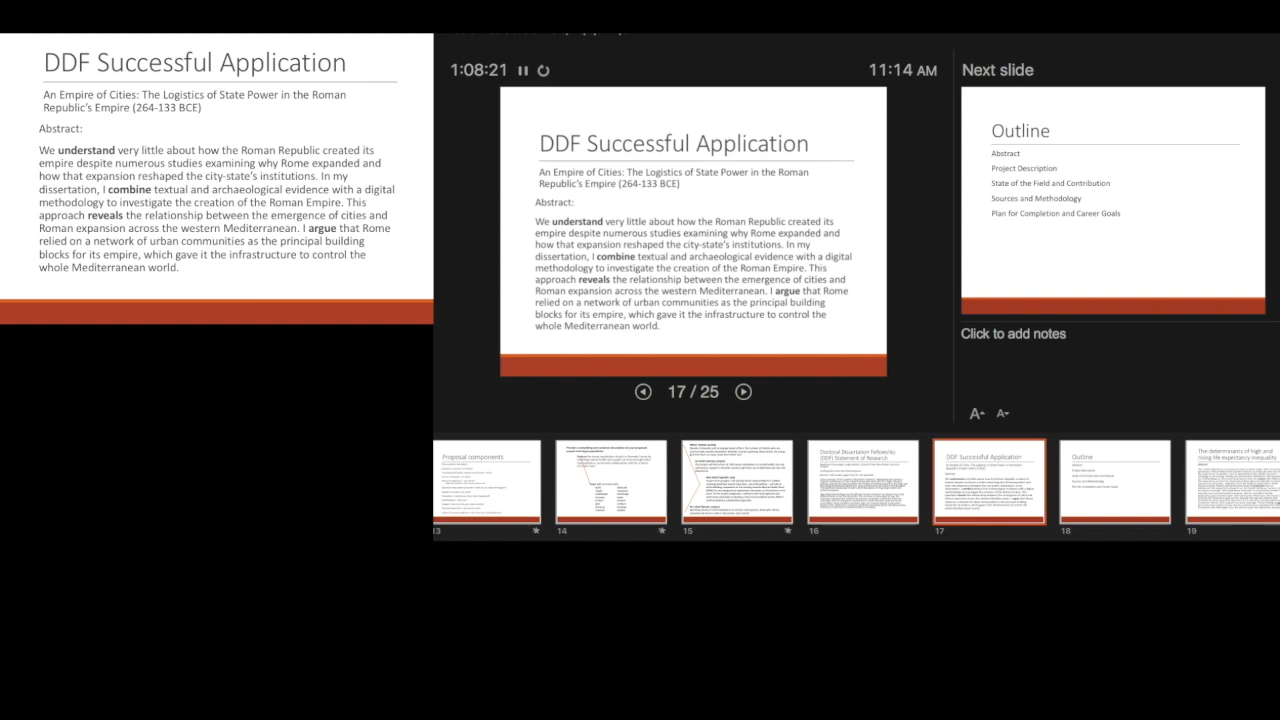 DDF Successful Application
An Empire of Cities: The Logistics of State Power in the Roman
Republic's Empire (264-133 BCE)
Abstract:
We understand very little about how the Roman Republic created its
empire despite numerous studies examining why Rome expanded and
how that expansion reshaped the city-state's institutions. In my
dissertation, I combine textual and archaeological evidence with a digital
methodology to investigate the creation of the Roman Empire. This
approach reveals the relationship between the emergence of cities and
Roman expansion across the western Mediterranean. I argue that Rome
relied on a network of urban communities as the principal building
blocks for its empire, which gave it the infrastructure to control the
whole Mediterranean world.
1:08:21
11:14 AM
DDF Successful Application
An Empire of Cities: The Logistics of State Power in the Roman
Republic's Empire (264-133 BCE)
Abstract:
We understand very little about how the Roman Republic created its
empire despite numerous studies examining why Rome expanded and
how that expansion reshaped the city-state's institutions. In my
dissertation, I combine textual and archaeological evidence with a digital
methodology to investigate the creation of the Roman Empire. This
approach reveals the relationship between the emergence of cities and
Roman expansion across the western Mediterranean. I argue that Rome
relied on a network of urban communities as the principal building
blocks for its empire, which gave it the infrastructure to control the
whole Mediterranean world.
17 / 25
Next slide
Outline
Abstract
Project Description
State of the Field and Contribution
Sources and Methodology
Plan for Completion and Career Goals
Click to add notes
A A
Proposal components
13
14
15
Doctoral Dissertation Fellowship
(DDF) Statement of Research
16
DDF Successful Application
17
Outline
18
The determinants of high and
rising life expectancy inequality
19